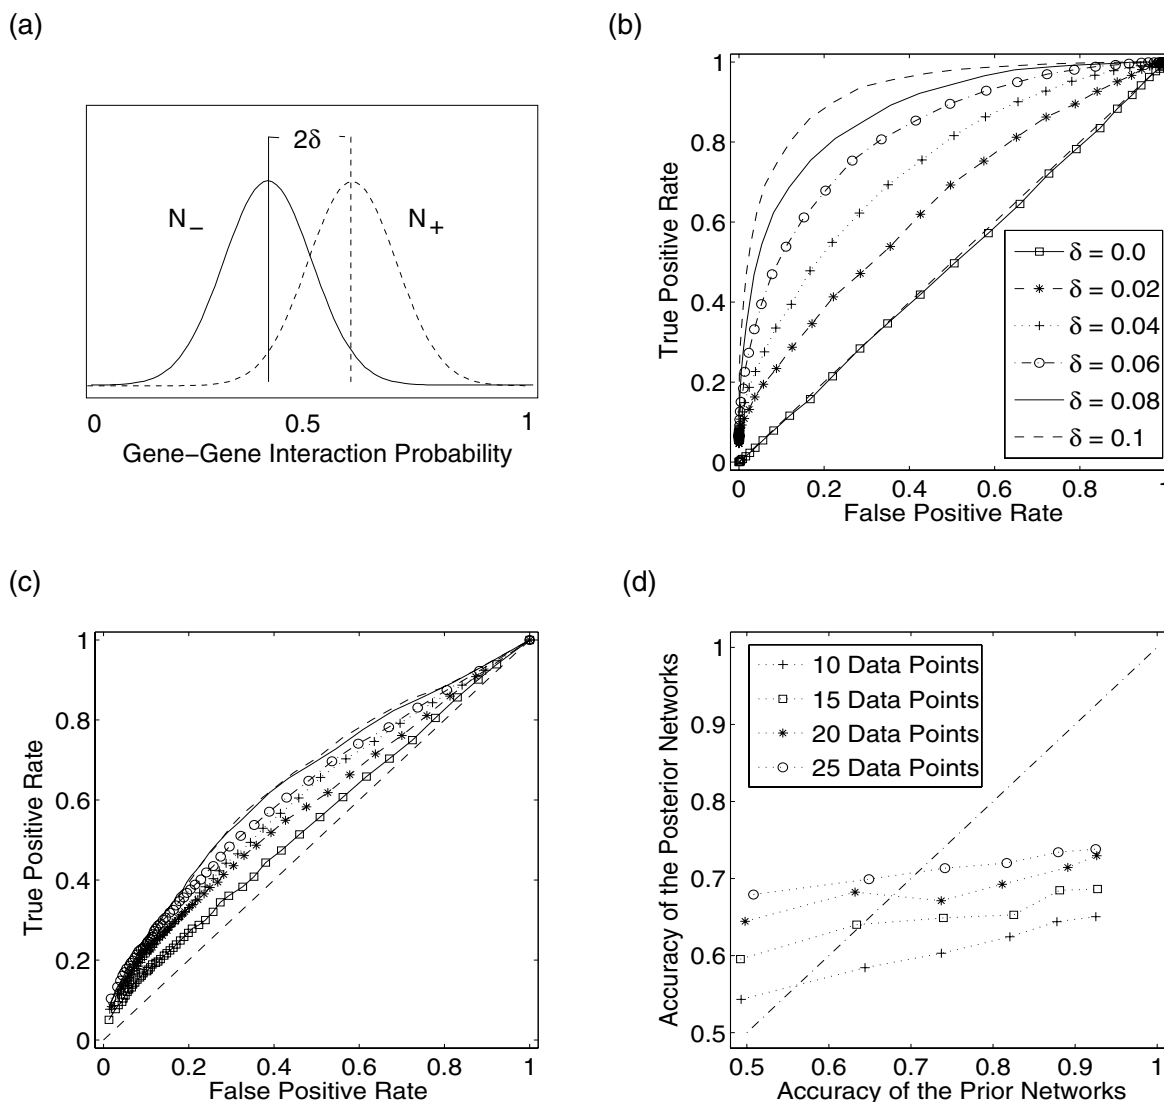 (a)
2δ
N−
N+
0
0.5
1
Gene−Gene Interaction Probability
(b)
1
0.8
0.6
0.4
0.2
0
True Positive Rate
δ = 0.0
δ = 0.02
δ = 0.04
δ = 0.06
δ = 0.08
δ = 0.1
0
0.2
0.4
0.6
0.8
1
False Positive Rate
(c)
1
0.8
0.6
0.4
0.2
0
True Positive Rate
0
0.2
0.4
0.6
0.8
1
False Positive Rate
(d)
1
0.9
0.8
0.7
0.6
0.5
Accuracy of the Posterior Networks
10 Data Points
15 Data Points
20 Data Points
25 Data Points
0.5
0.6
0.7
0.8
0.9
1
Accuracy of the Prior Networks